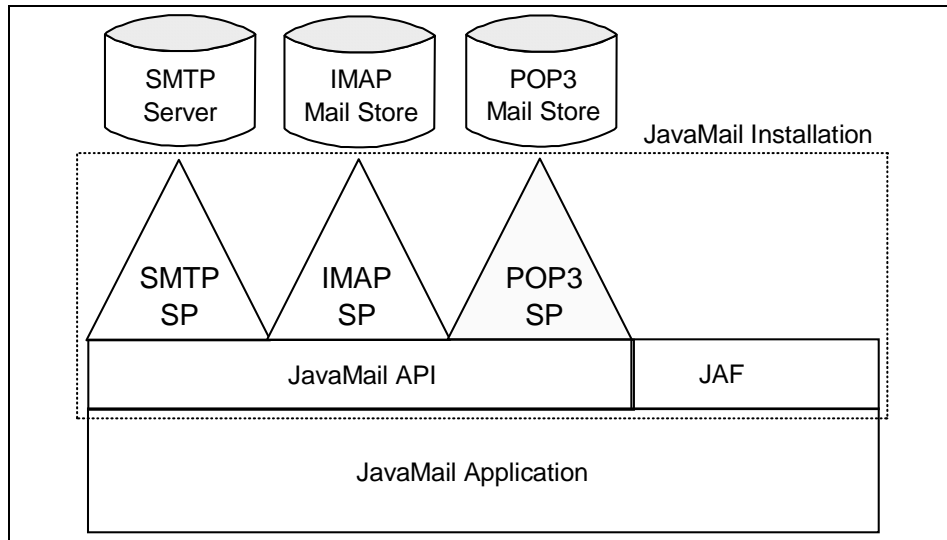 SMTP
Server
IMAP
Mail Store
POP3
Mail Store
JavaMail Installation
SMTP
SP
IMAP
SP
POP3
SP
JavaMail API
JAF
JavaMail Application